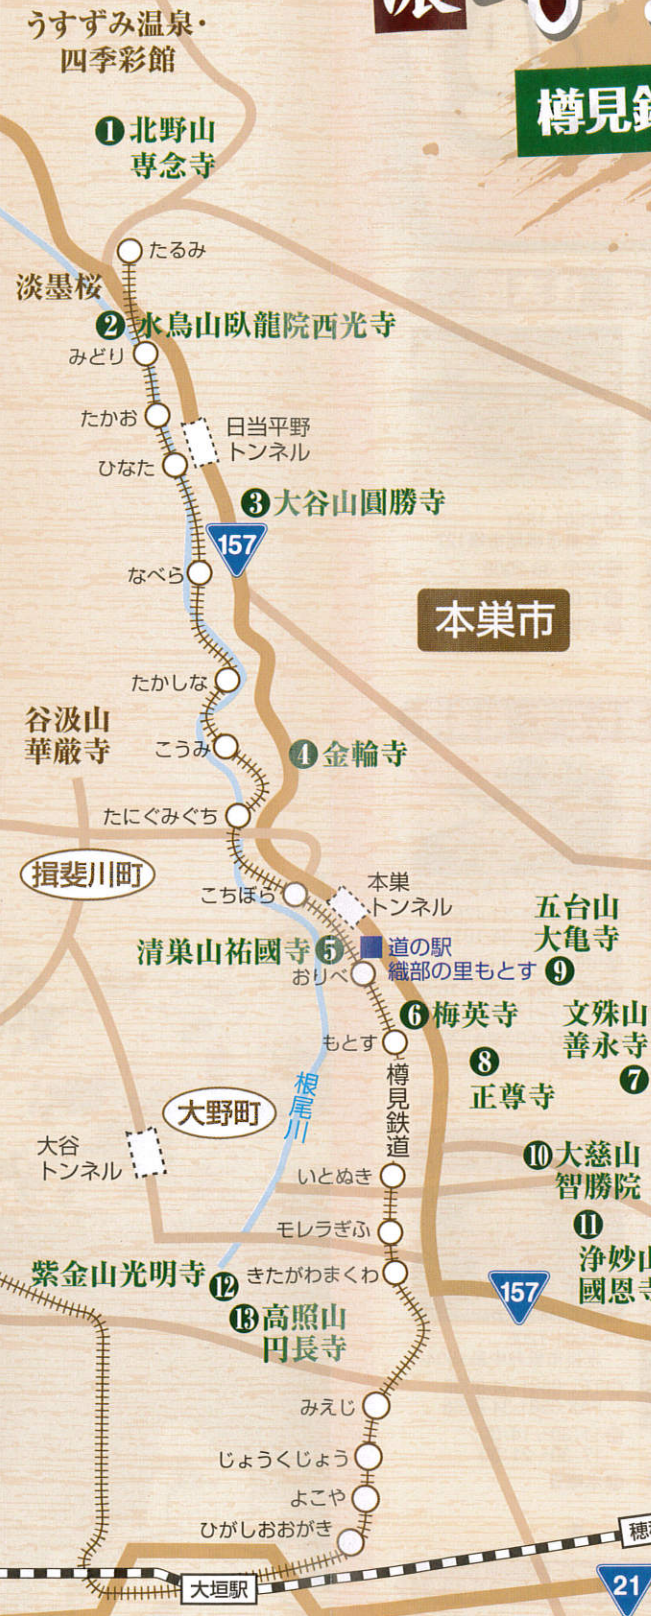 うすずみ温泉・
四季彩館
樽見鉄
❶北野山
専念寺
たるみ
淡墨桜
❷水鳥山臥龍院西光寺
みどり
たかお
日当平野
トンネル
ひなた
❸大谷山圓勝寺
157
なべら
本巣市
たかしな
谷汲山
華厳寺
こうみ
❹金輪寺
たにぐみぐち
揖斐川町
こちぼら
本巣
トンネル
五台山
大亀寺
❾
清巣山祐國寺❺
道の駅
織部の里もとす
おりべ
❻梅英寺
文殊山
善永寺
❼
もとす
❽
正尊寺
樽見鉄道
根尾川
大野町
大谷
トンネル
❿大慈山
智勝院
いとぬき
⓫
浄妙山
國恩寺
モレラぎふ
紫金山光明寺⓬
きたがわまくわ
157
⓭高照山
円長寺
みえじ
じょうくじょう
よこや
ひがしおおがき
大垣駅
21